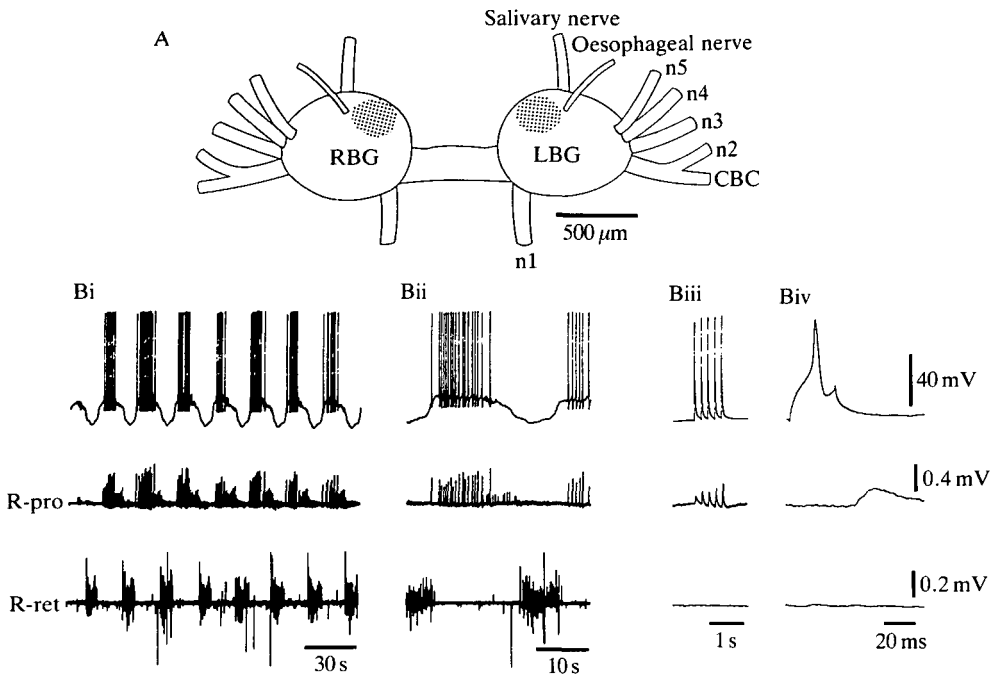 A
Salivary nerve
Oesophageal nerve
n5
n4
n3
n2
CBC
RBG
LBG
500 μm
n1
Bi
Bii
Biii
Biv
40 mV
R-pro
0.4 mV
R-ret
0.2 mV
30 s
10 s
1 s
20 ms